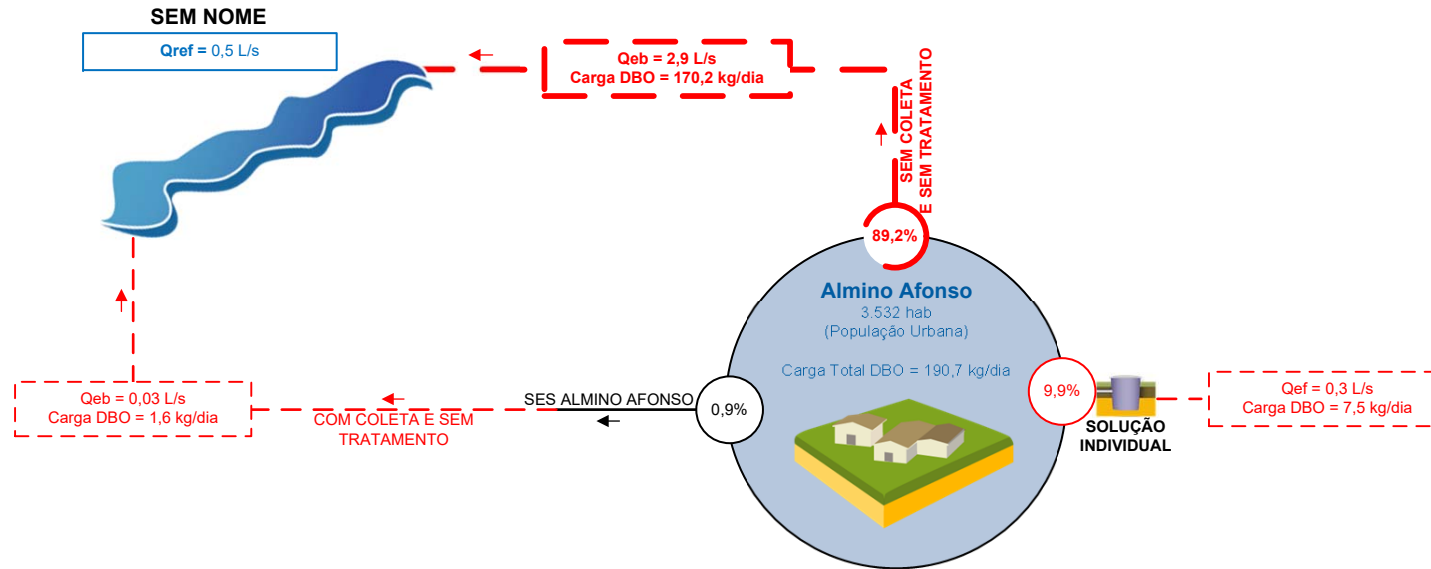 SEM NOME
Qref = 0,5 L/s
Qeb = 2,9 L/s
Carga DBO = 170,2 kg/dia
SEM COLETA
E SEM TRATAMENTO
89,2%
Almino Afonso
3.532 hab
(População Urbana)
Carga Total DBO = 190,7 kg/dia
9,9%
SOLUÇÃO
INDIVIDUAL
Qef = 0,3 L/s
Carga DBO = 7,5 kg/dia
0,9%
SES ALMINO AFONSO
COM COLETA E SEM
TRATAMENTO
Qeb = 0,03 L/s
Carga DBO = 1,6 kg/dia